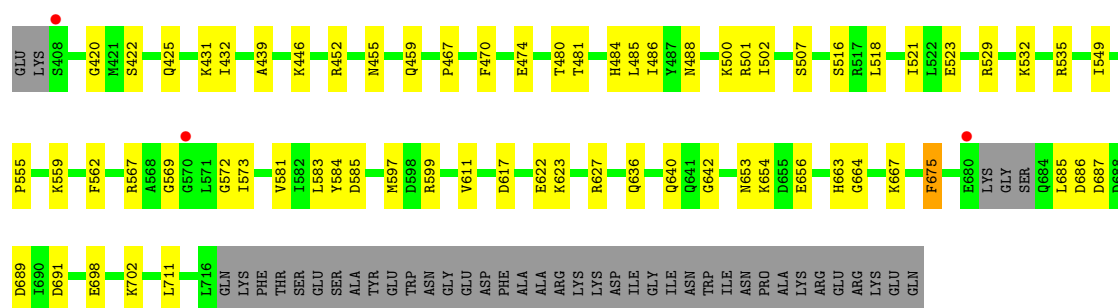 GLU LYS S408 G420 M421 S422 Q425 K431 I432 A439 K446 R452 N455 Q459 P467 F470 E474 T480 T481 H484 L485 I486 Y487 N488 K500 R501 I502 S507 S516 R517 L518 I521 L522 E523 R529 K532 R535 I549
P555 K559 F562 R567 A568 G569 G570 L571 G572 I573 V581 I582 L583 Y584 D585 M597 D598 R599 V611 D617 E622 K623 R627 Q636 Q640 Q641 G642 N653 K654 D655 E656 H663 G664 K667 F675 E680 LYS GLY SER Q684 L685 D686 D687 D688
D689 I690 D691 E698 K702 L711 L716 GLN LYS PHE THR SER GLU SER ALA TYR GLU TRP ASN GLY GLU ASP PHE ALA ALA ARG LYS LYS ASP ILE GLY ILE ASN TRP ILE ASN PRO ALA LYS ARG GLU ARG LYS GLU GLN